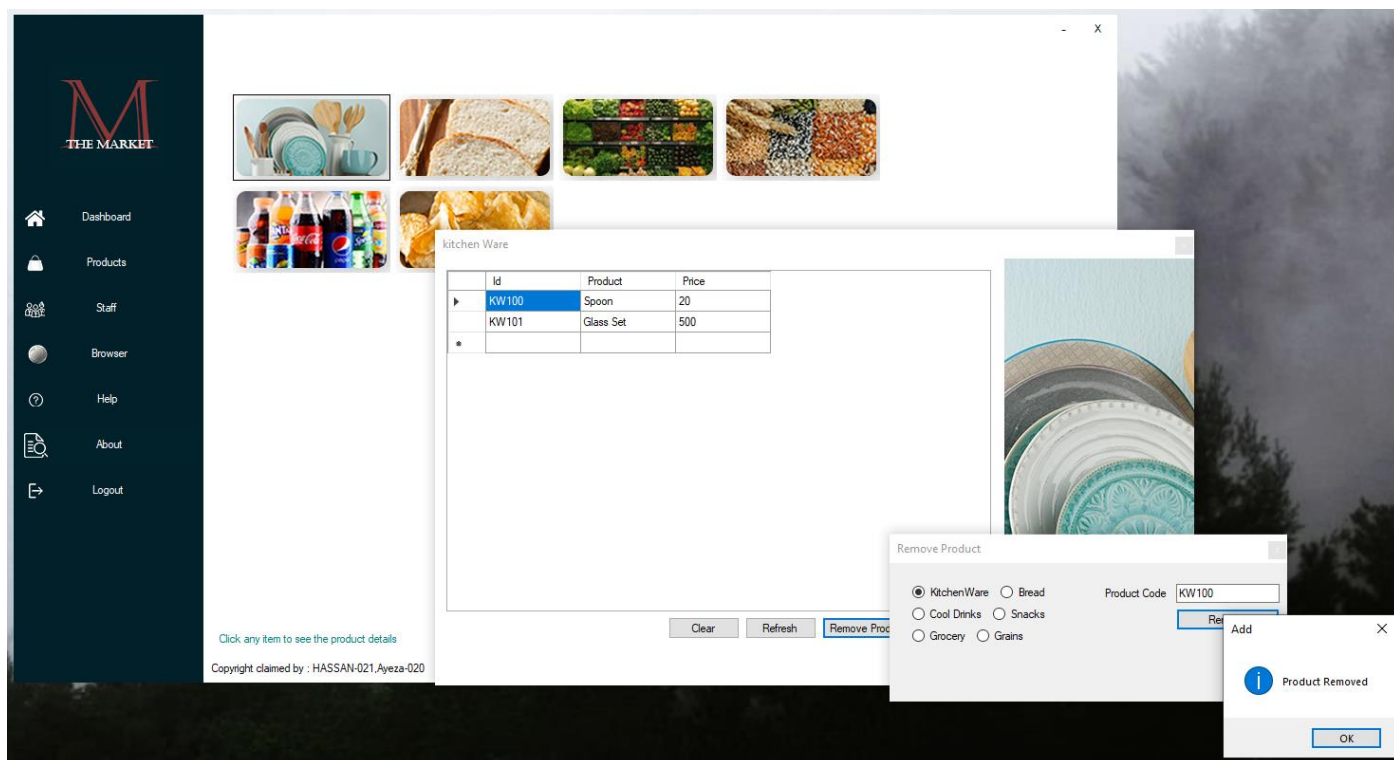 - X
M
THE MARKET
Dashboard
Products
Staff
Browser
Help
About
Logout
Click any item to see the product details
Copyright claimed by : HASSAN-021,Ayeza-020
kitchen Ware
Id Product Price
KW100 Spoon 20
KW101 Glass Set 500
Clear Refresh Remove Prod
Remove Product
KitchenWare Bread Product Code KW100
Cool Drinks Snacks
Grocery Grains
Add
Product Removed
OK